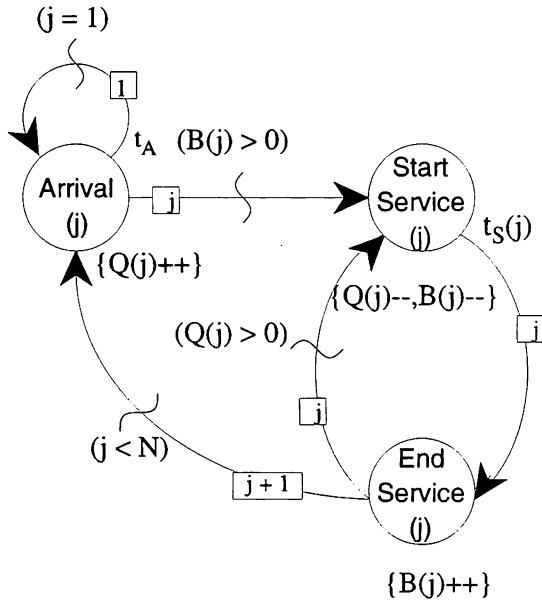 (j = 1)
1
t_A
(B(j) > 0)
Arrival
(j)
j
Start
Service
(j)
t_S(j)
{Q(j)++}
{Q(j)--,B(j)--}
(Q(j) > 0)
j
j
(j < N)
j + 1
End
Service
(j)
{B(j)++}